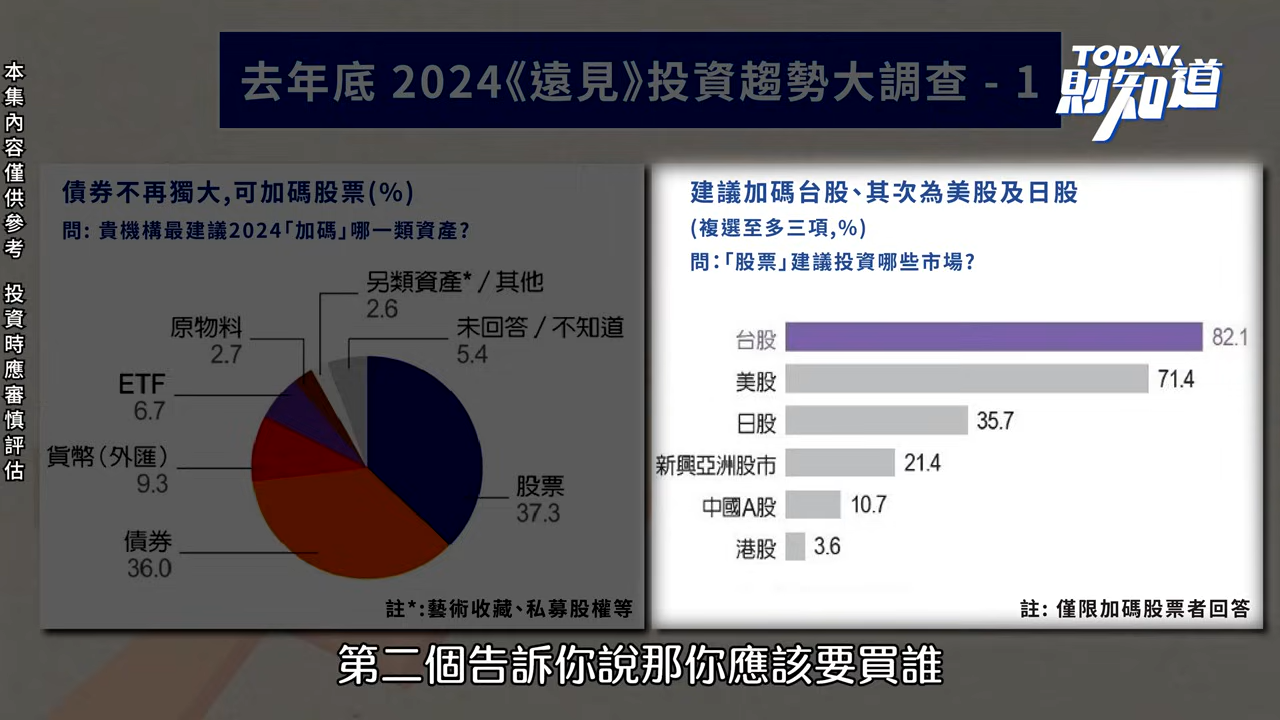 去年底 2024《遠見》投資趨勢大調查 - 1
TODAY
財知道
本集內容僅供參考 投資時應審慎評估
債券不再獨大,可加碼股票(%)
問: 貴機構最建議2024「加碼」哪一類資產?
另類資產* / 其他
2.6
原物料
2.7
未回答 / 不知道
5.4
ETF
6.7
貨幣(外匯)
9.3
股票
37.3
債券
36.0
註*:藝術收藏、私募股權等
建議加碼台股、其次為美股及日股
(複選至多三項,%)
問:「股票」建議投資哪些市場?
台股 82.1
美股 71.4
日股 35.7
新興亞洲股市 21.4
中國A股 10.7
港股 3.6
註: 僅限加碼股票者回答
第二個告訴你說那你應該要買誰